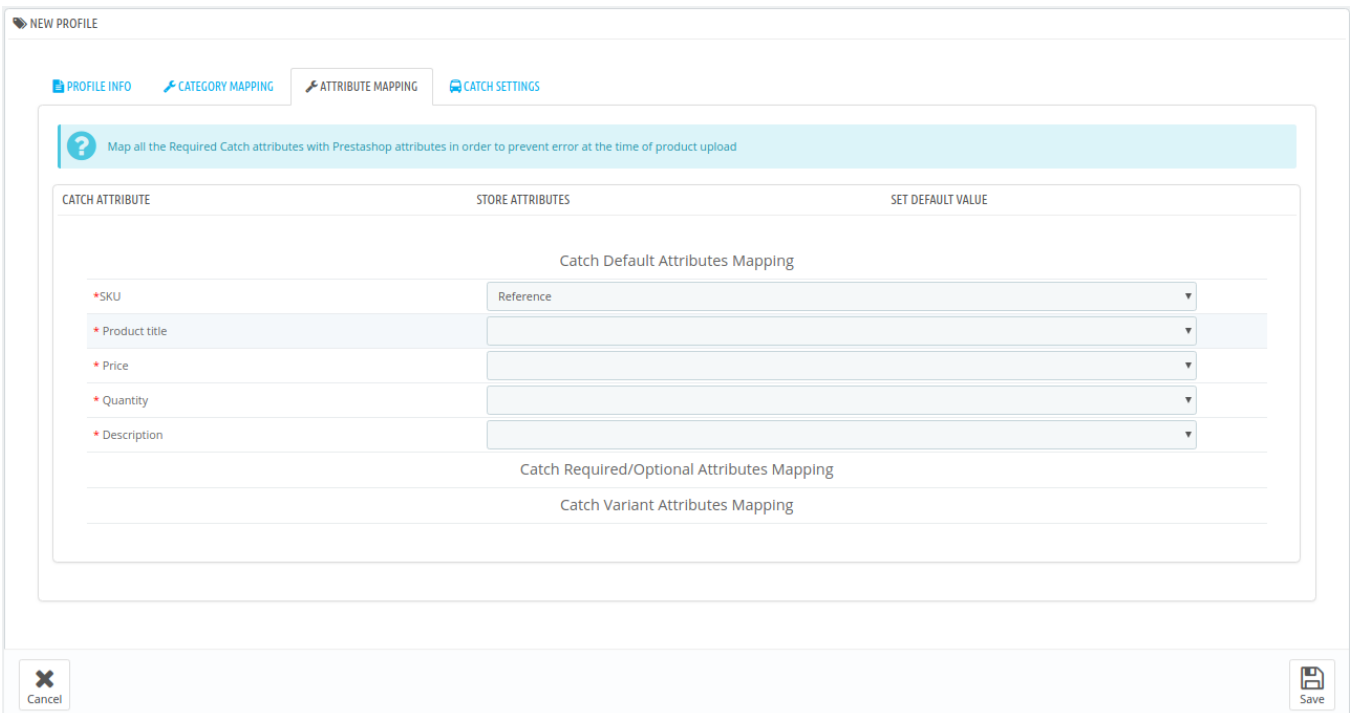 NEW PROFILE
PROFILE INFO CATEGORY MAPPING ATTRIBUTE MAPPING CATCH SETTINGS
? Map all the Required Catch attributes with Prestashop attributes in order to prevent error at the time of product upload
CATCH ATTRIBUTE STORE ATTRIBUTES SET DEFAULT VALUE
Catch Default Attributes Mapping
*SKU Reference
* Product title
* Price
* Quantity
* Description
Catch Required/Optional Attributes Mapping
Catch Variant Attributes Mapping
Cancel Save